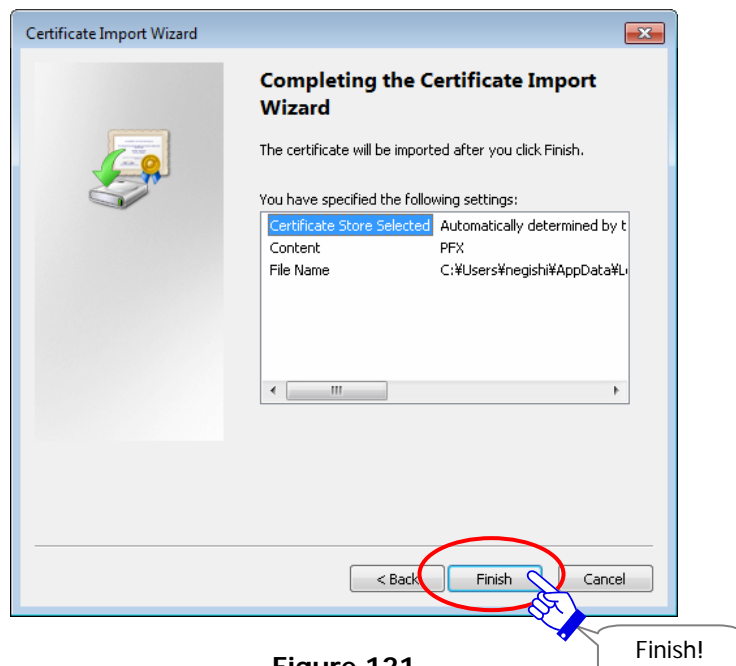 Certificate Import Wizard
Completing the Certificate Import
Wizard
The certificate will be imported after you click Finish.
You have specified the following settings:
Certificate Store Selected Automatically determined by t
Content PFX
File Name C:¥Users¥negishi¥AppData¥L
< Back Finish Cancel
Finish!
Figure 121